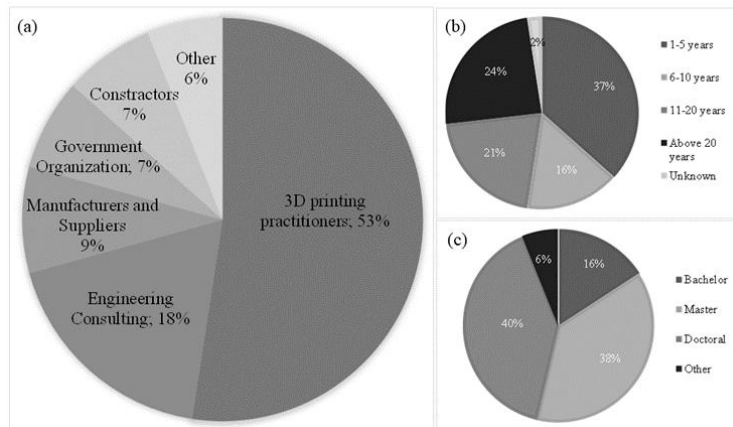 (a)
Other
6%
Constractors
7%
Government
Organization; 7%
Manufacturers and
Suppliers
9%
Engineering
Consulting; 18%
3D printing
practitioners; 53%
(b)
2%
37%
16%
21%
24%
1-5 years
6-10 years
11-20 years
Above 20
years
Unknown
(c)
6%
16%
38%
40%
Bachelor
Master
Doctoral
Other